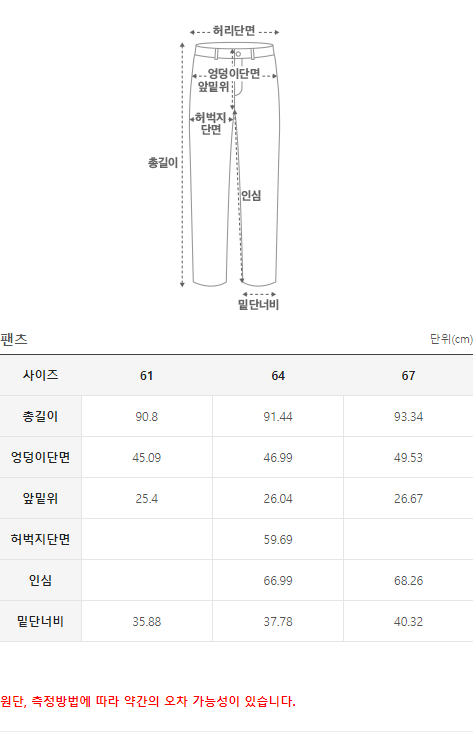 허리단면
엉덩이단면
앞밑위
허벅지
단면
총길이
인심
밑단너비
팬츠 단위(cm)
사이즈 61 64 67
총길이 90.8 91.44 93.34
엉덩이단면 45.09 46.99 49.53
앞밑위 25.4 26.04 26.67
허벅지단면 59.69
인심 66.99 68.26
밑단너비 35.88 37.78 40.32
원단, 측정방법에 따라 약간의 오차 가능성이 있습니다.